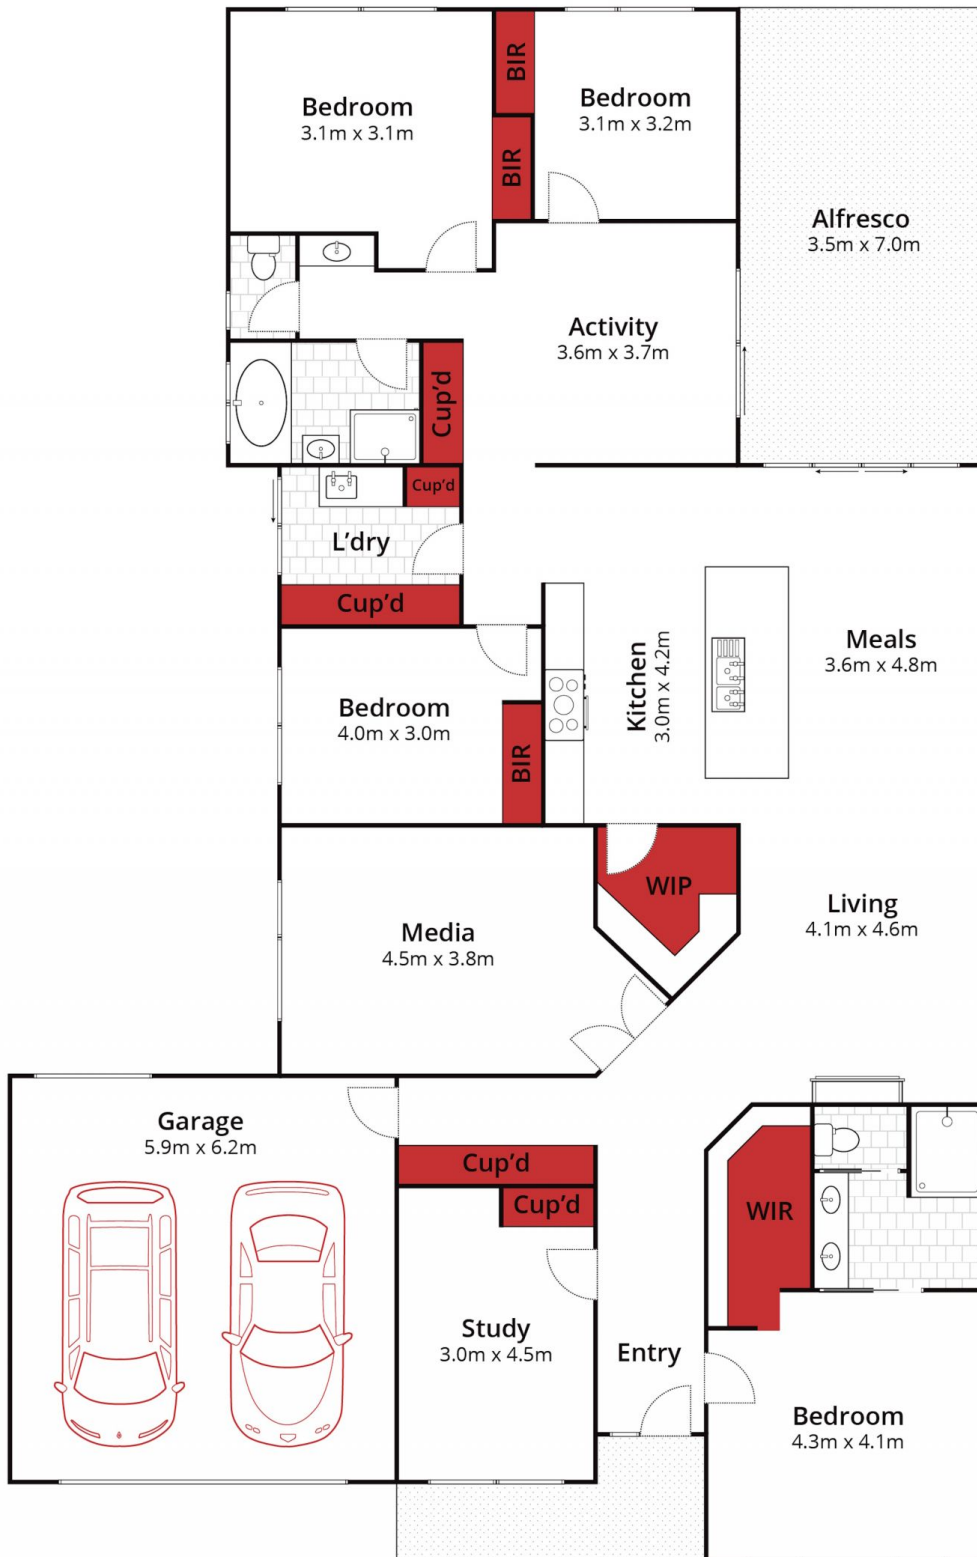 Bedroom
3.1m x 3.1m
BIR
BIR
Bedroom
3.1m x 3.2m
Alfresco
3.5m x 7.0m
Activity
3.6m x 3.7m
Cup'd
Cup'd
L'dry
Cup'd
Kitchen
3.0m x 4.2m
Meals
3.6m x 4.8m
Bedroom
4.0m x 3.0m
BIR
WIP
Media
4.5m x 3.8m
Living
4.1m x 4.6m
Garage
5.9m x 6.2m
Cup'd
Cup'd
WIR
Study
3.0m x 4.5m
Entry
Bedroom
4.3m x 4.1m